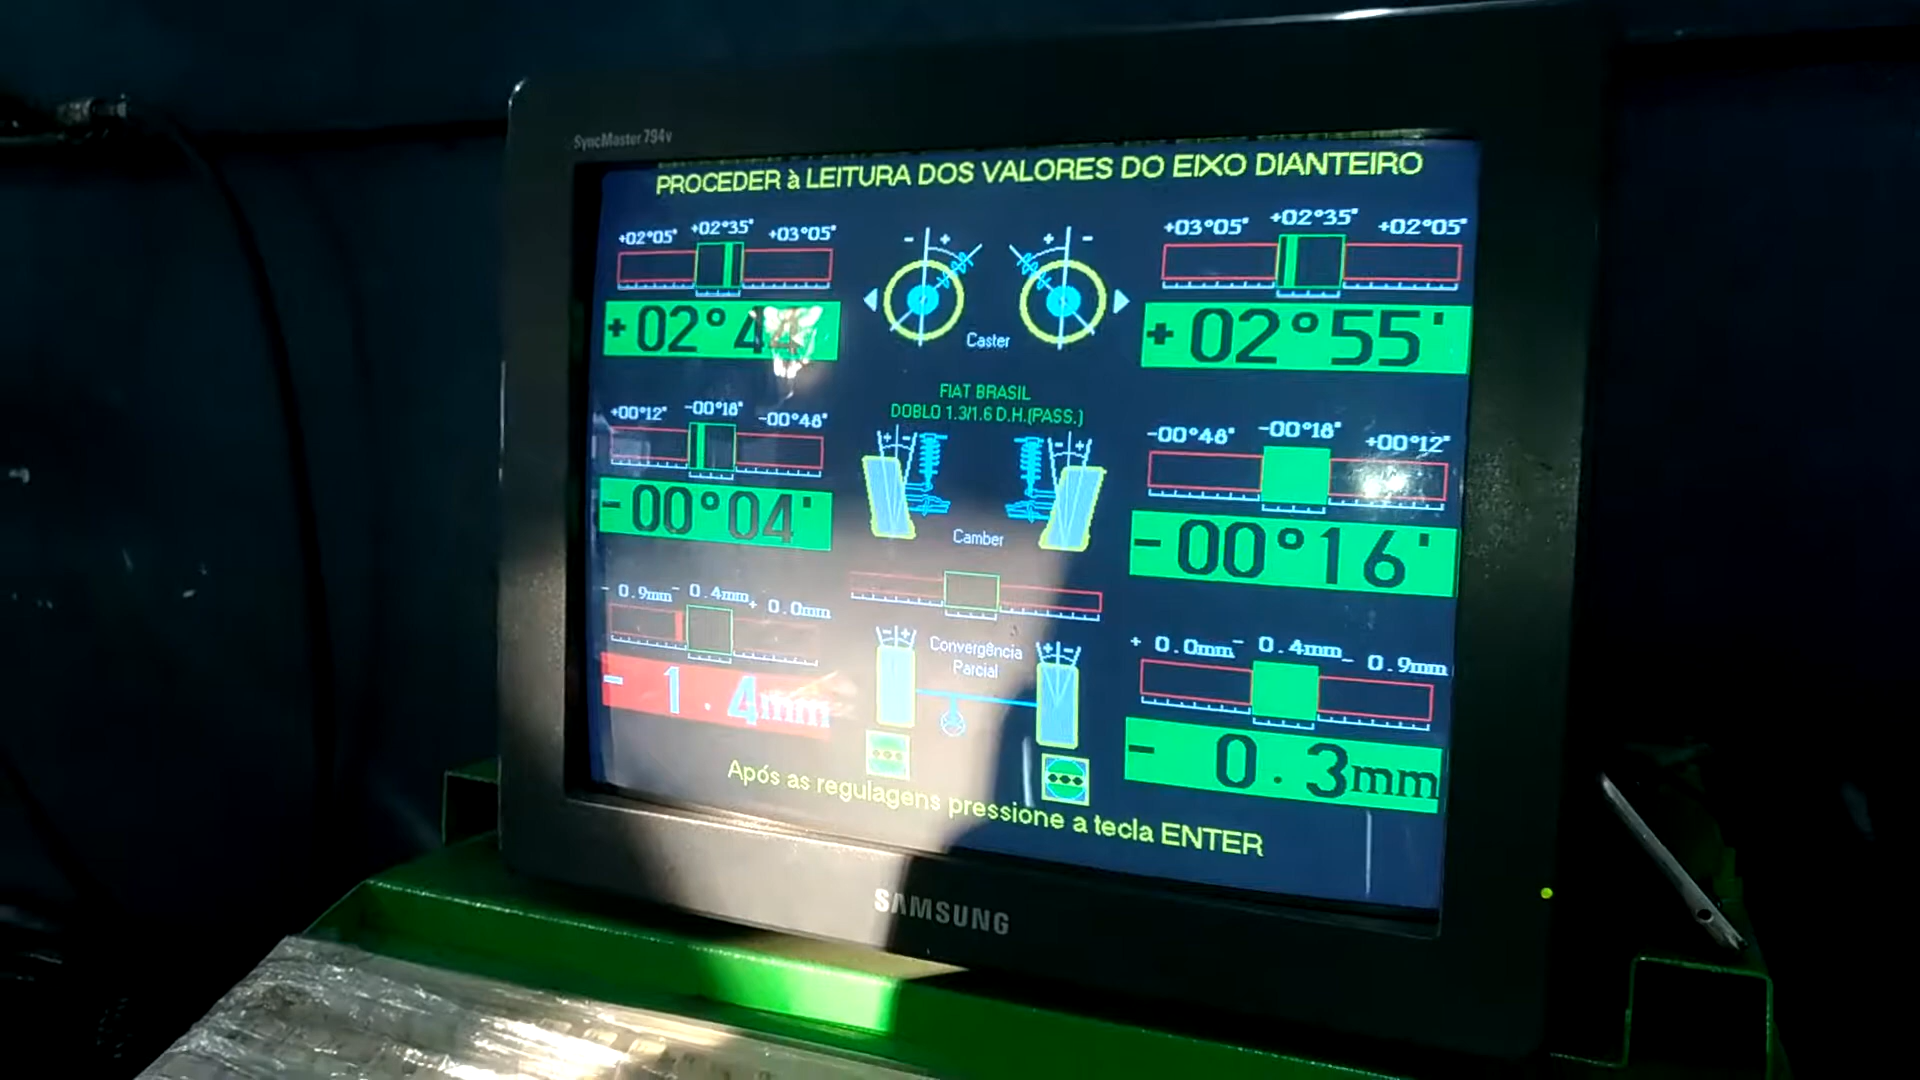 SyncMaster 794v
PROCEDER à LEITURA DOS VALORES DO EIXO DIANTEIRO
+02°05' +02°35' +03°05'
+03°05' +02°35' +02°05'
+02°44
+02°55'
Caster
FIAT BRASIL
DOBLO 1.3/1.6 D.H.(PASS.)
+00°12' -00°18' -00°48'
-00°48' -00°18' +00°12'
-00°04'
-00°16'
Camber
- 0.9mm - 0.4mm + 0.0mm
+ 0.0mm - 0.4mm - 0.9mm
Convergência
Parcial
- 1.4mm
- 0.3mm
Após as regulagens pressione a tecla ENTER
SAMSUNG